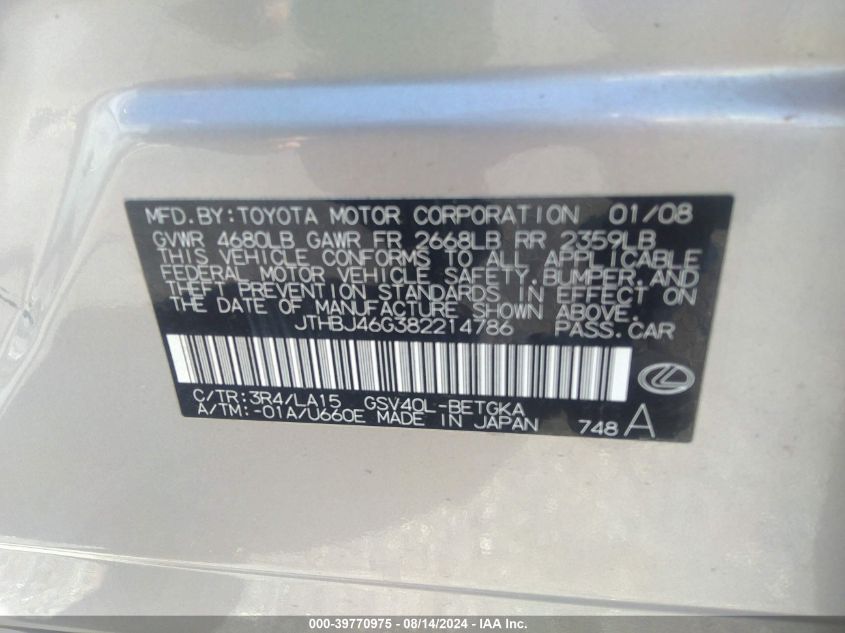 MFD.BY:TOYOTA MOTOR CORPORATION 01/08
GVWR 4680LB GAWR FR 2668LB RR 2359LB
THIS VEHICLE CONFORMS TO ALL APPLICABLE
FEDERAL MOTOR VEHICLE SAFETY,BUMPER,AND
THEFT PREVENTION STANDARDS IN EFFECT ON
THE DATE OF MANUFACTURE SHOWN ABOVE.
JTHBJ46G382214786 PASS.CAR
C/TR:3R4/LA15 GSV40L-BETGKA
A/TM:-01A/U660E MADE IN JAPAN 748A
000-39770975 - 08/14/2024 - IAA Inc.